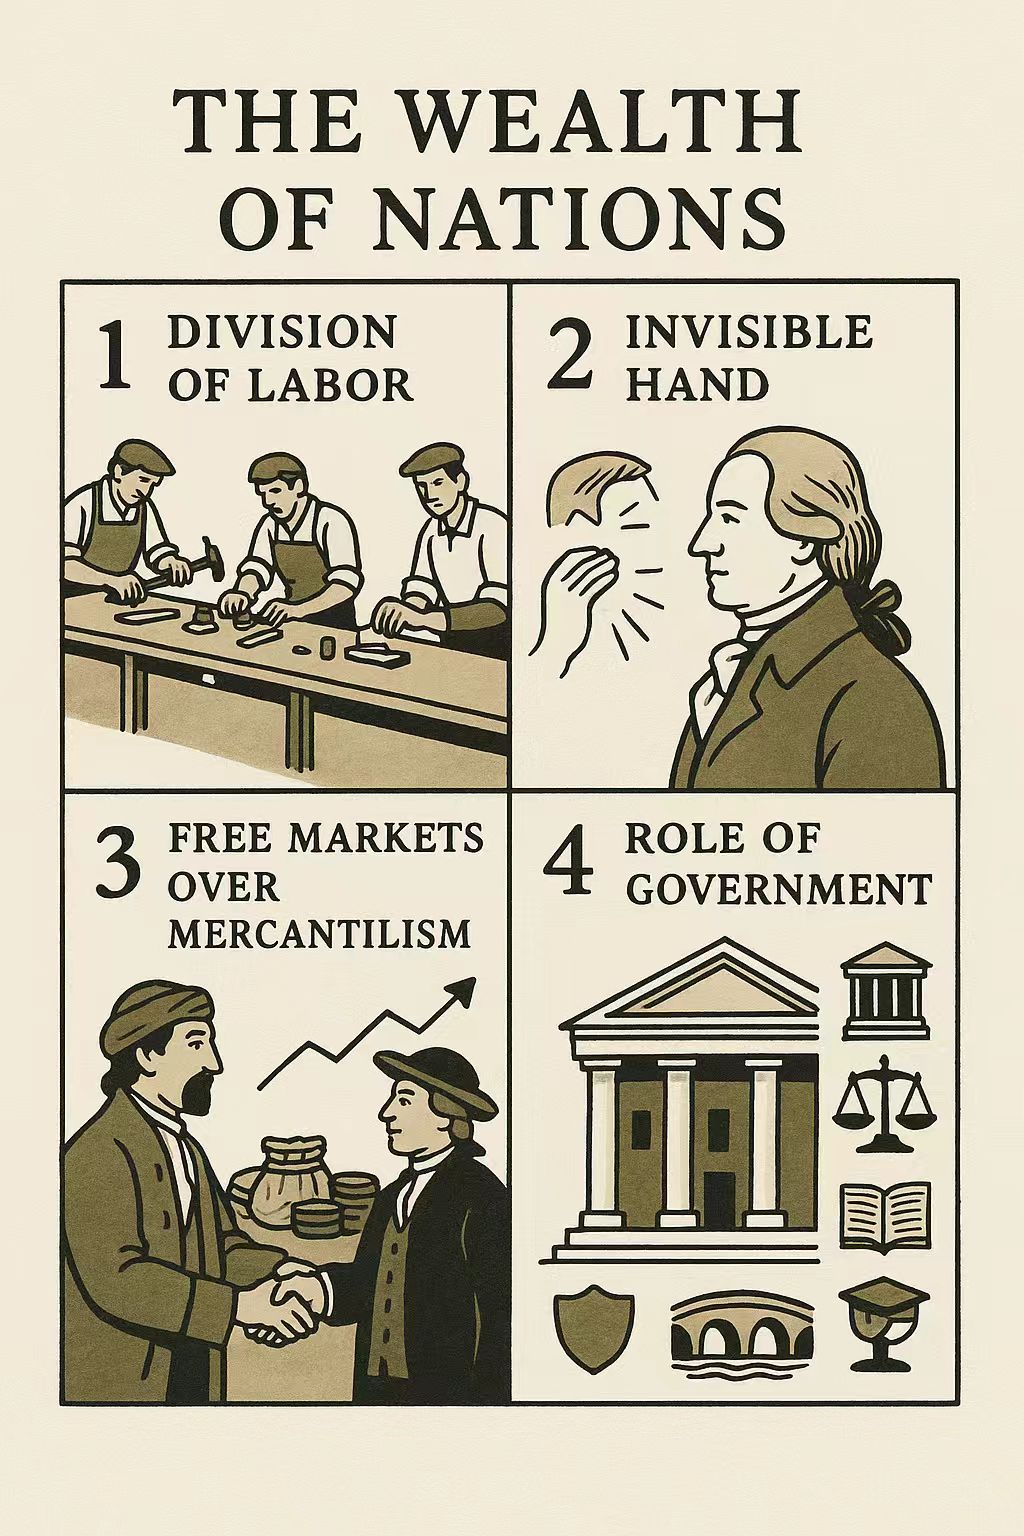 THE WEALTH
OF NATIONS
1 DIVISION
OF LABOR
2 INVISIBLE
HAND
3 FREE MARKETS
OVER
MERCANTILISM
4 ROLE OF
GOVERNMENT